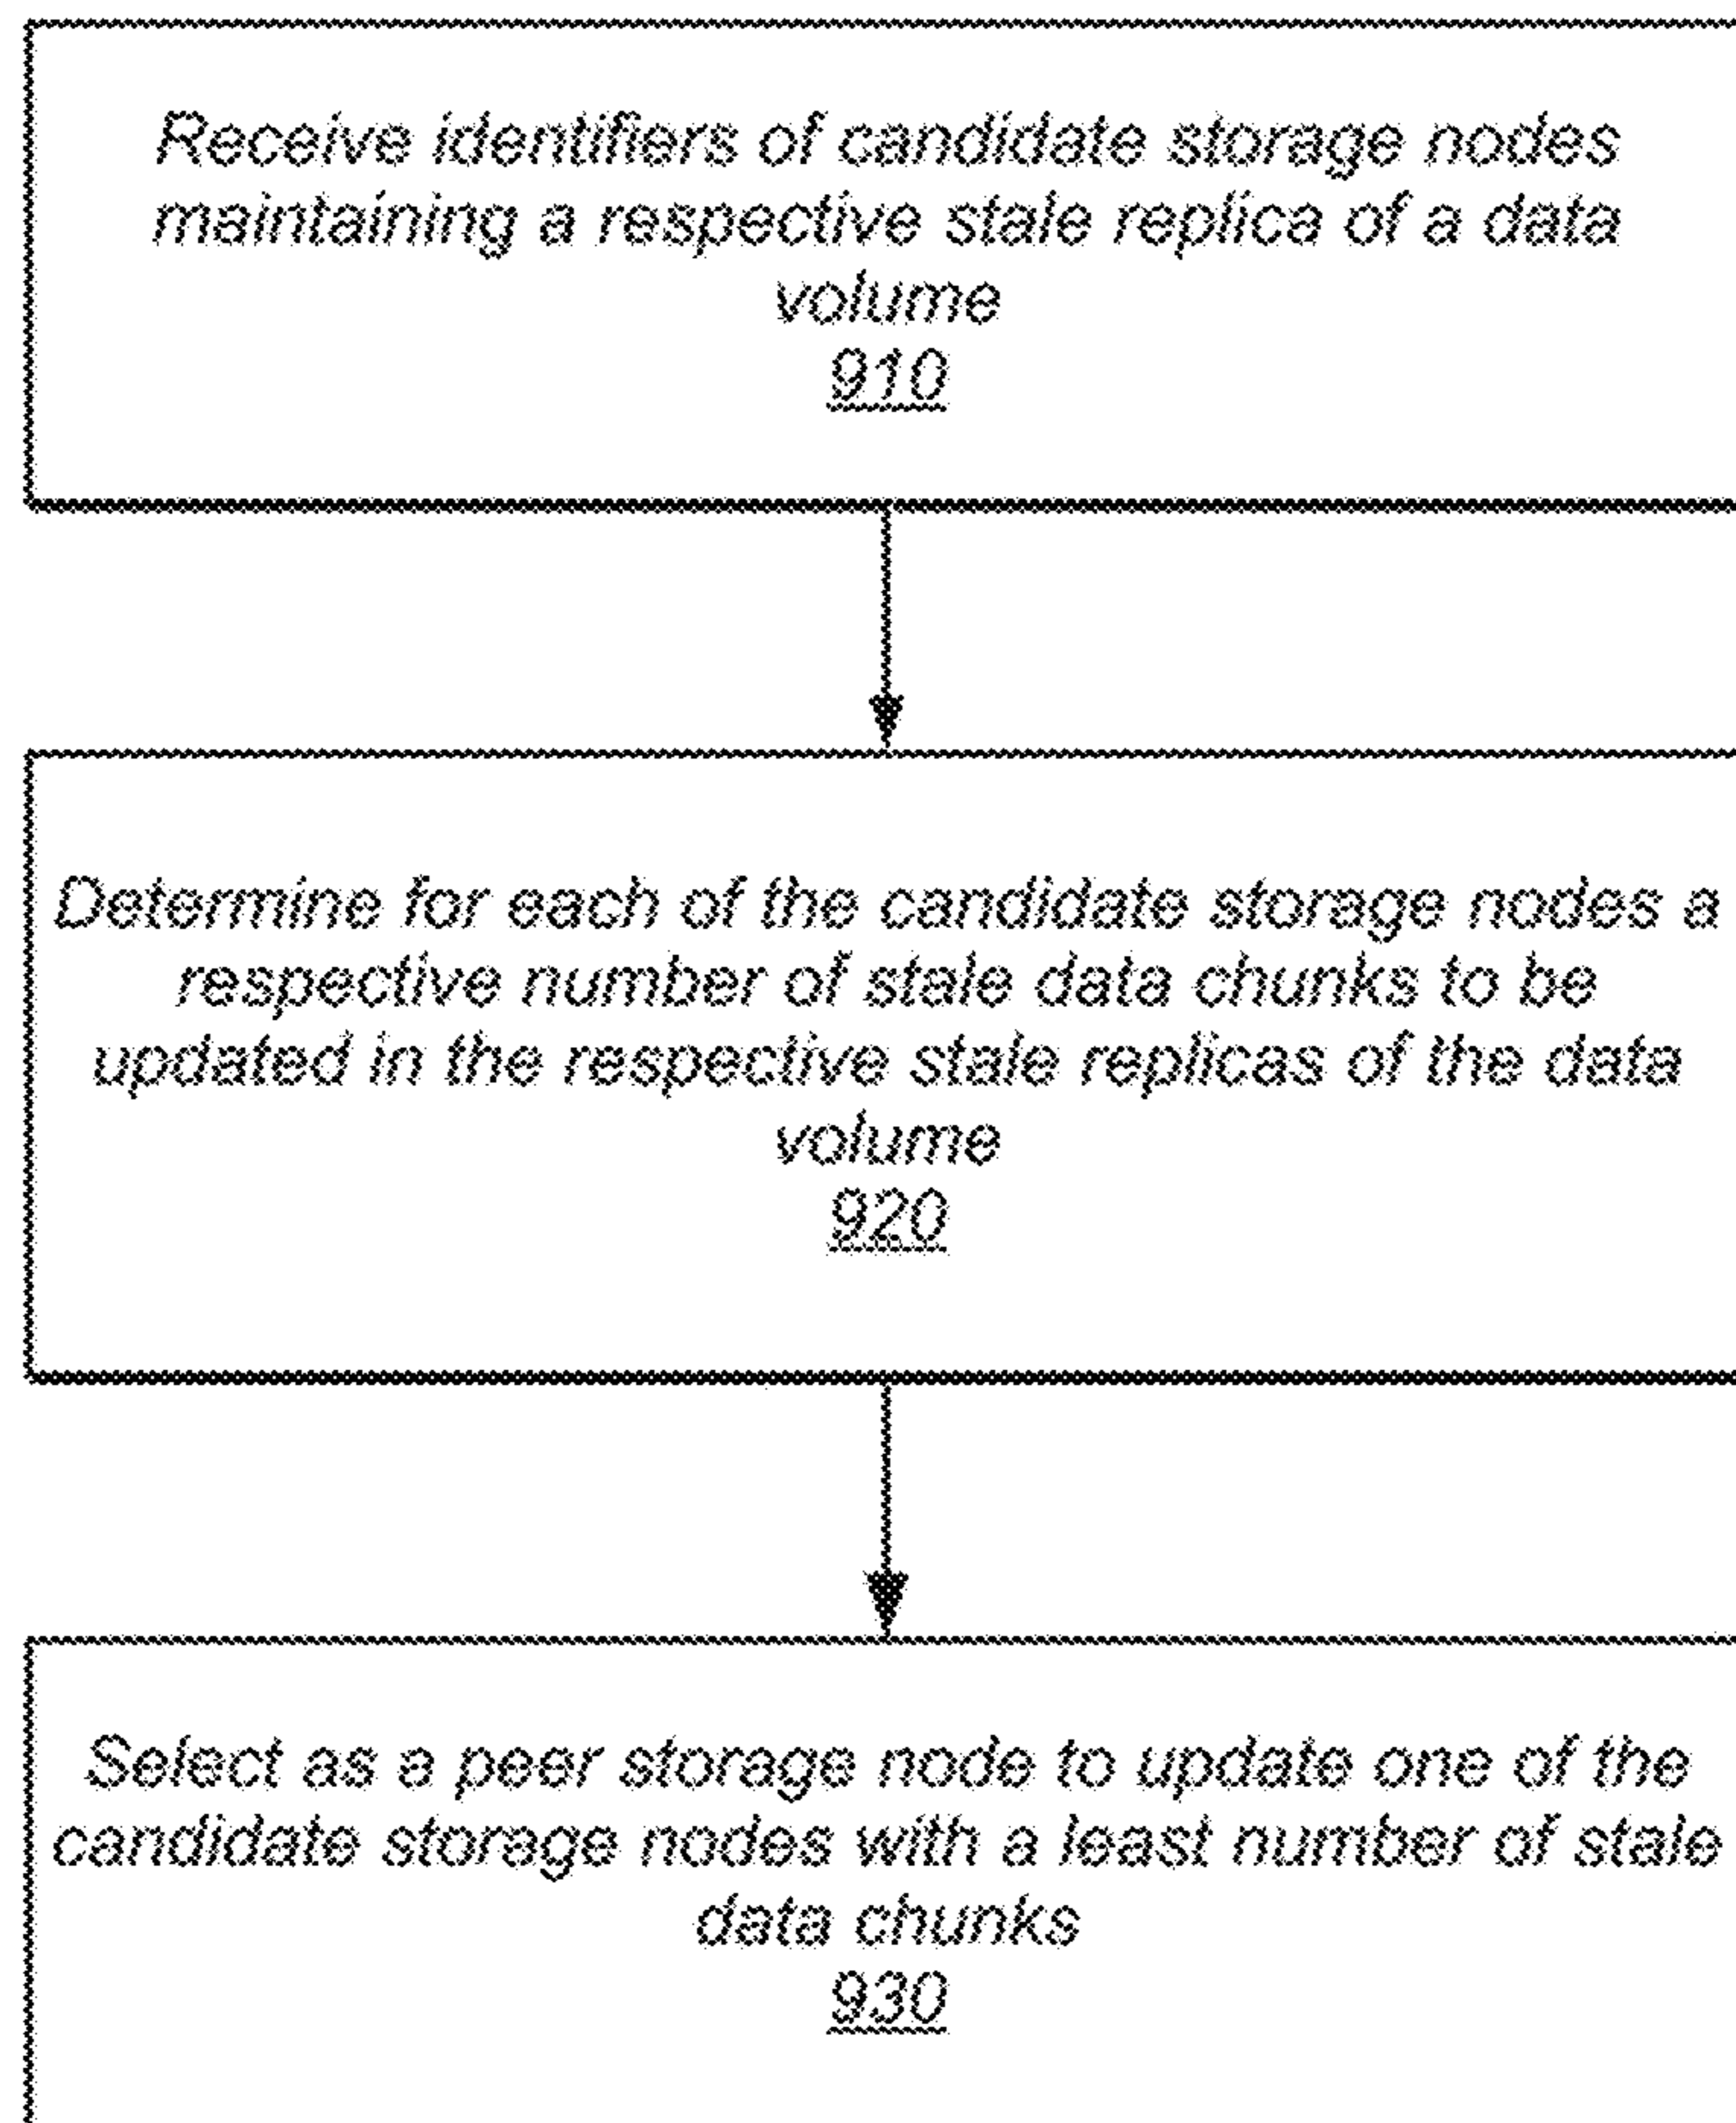 Receive identifiers of candidate storage nodes
maintaining a respective stale replica of a data
volume
910
Determine for each of the candidate storage nodes a
respective number of stale data chunks to be
updated in the respective stale replicas of the data
volume
920
Select as a peer storage node to update one of the
candidate storage nodes with a least number of stale
data chunks
930